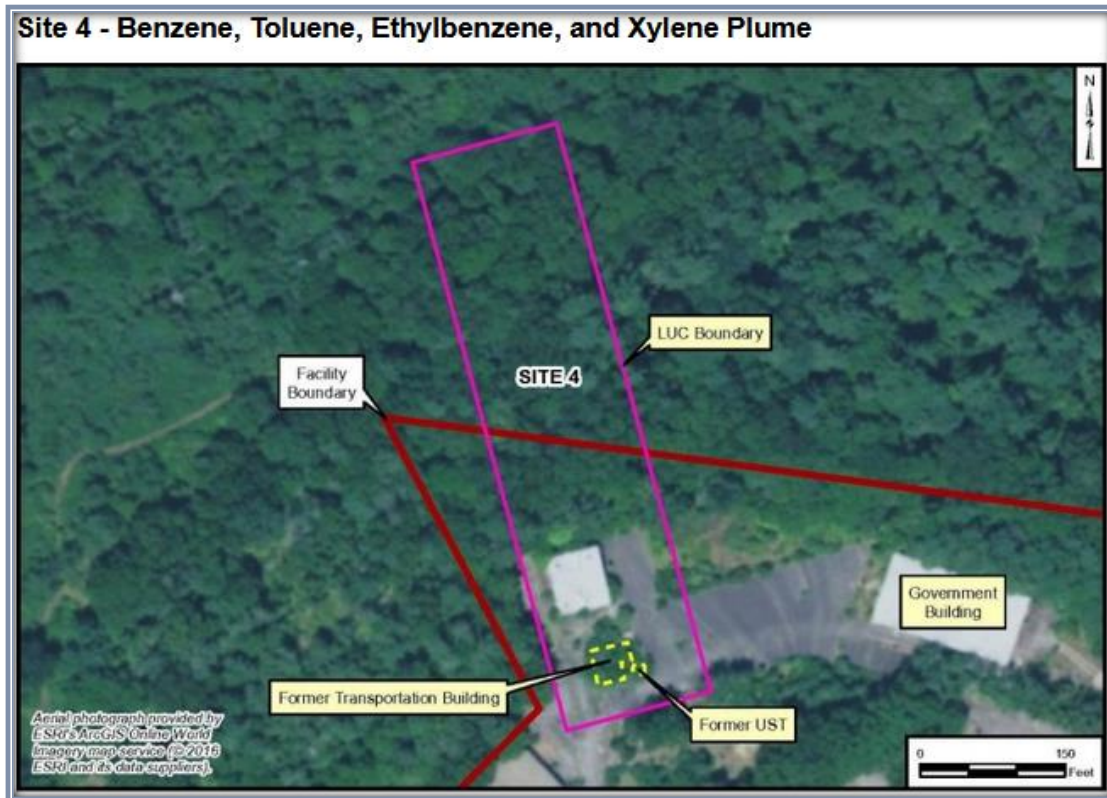 Site 4 - Benzene, Toluene, Ethylbenzene, and Xylene Plume
N
LUC Boundary
Facility
Boundary
SITE 4
Government
Building
Former Transportation Building
Former UST
Aerial photograph provided by
ESRI's ArcGIS Online World
Imagery map service (© 2016
ESRI and its data suppliers).
0 150
Feet